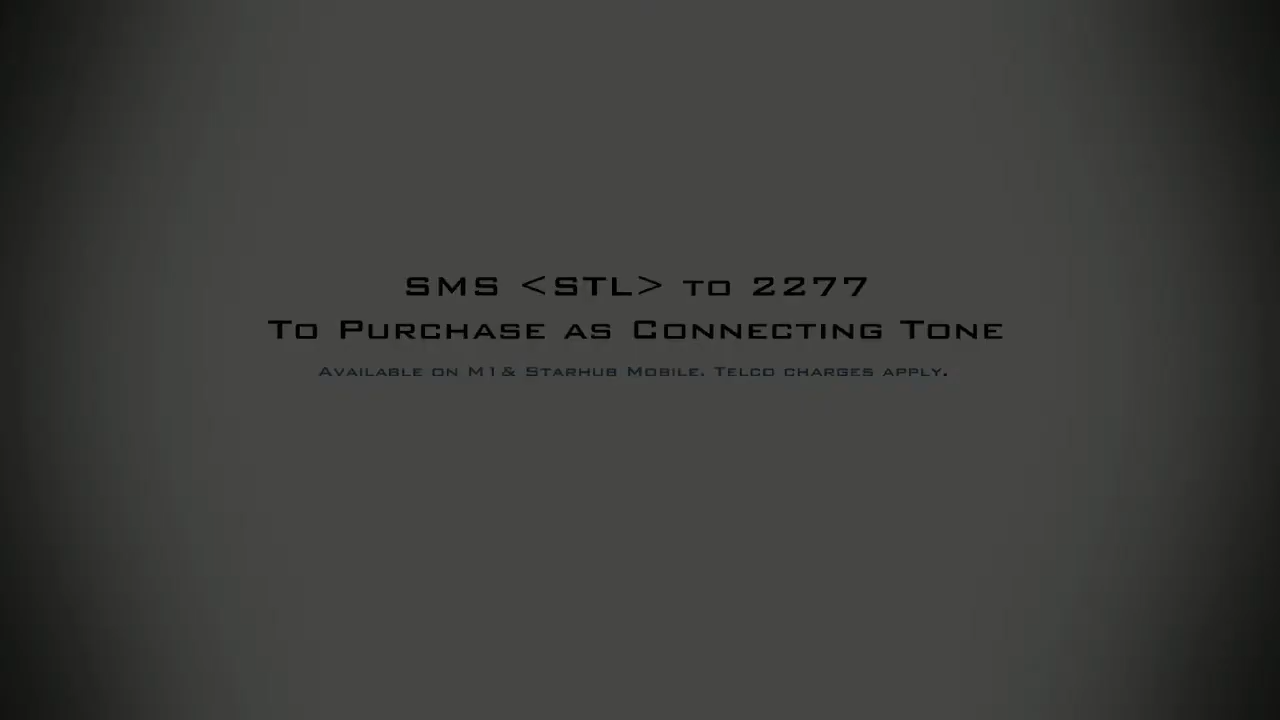 SMS <STL> to 2277
To Purchase as Connecting Tone
Available on M1& Starhub Mobile. Telco charges apply.